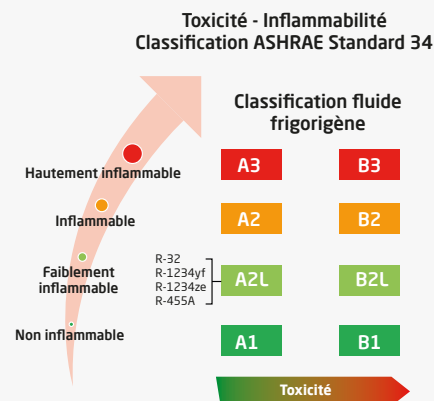 Toxicité - Inflammabilité
Classification ASHRAE Standard 34
Classification fluide
frigorigène
Hautement inflammable
A3
B3
Inflammable
A2
B2
Faiblement
inflammable
R-32
R-1234yf
R-1234ze
R-455A
A2L
B2L
Non inflammable
A1
B1
Toxicité